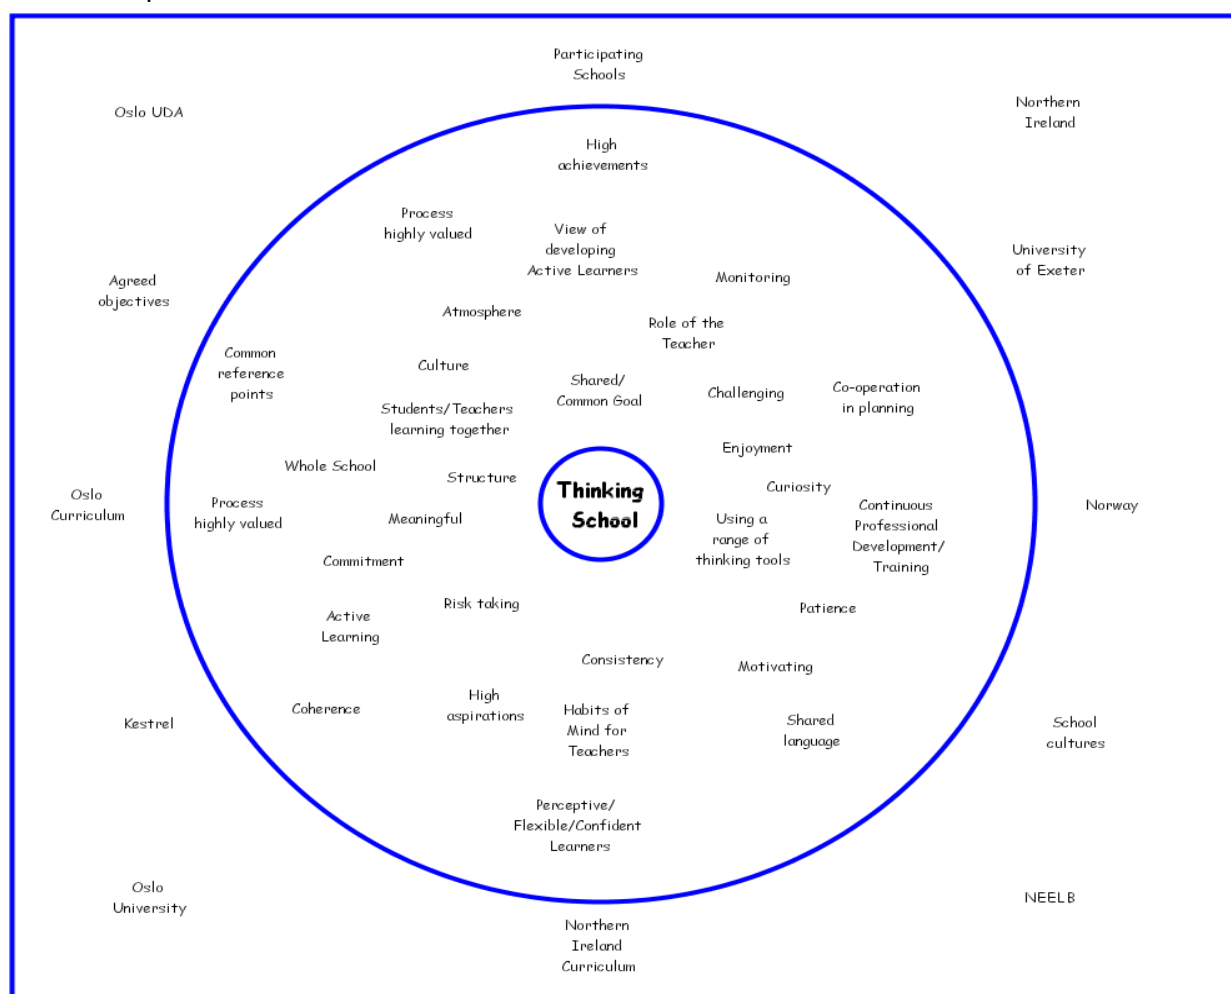 Participating
Schools
Oslo UDA
Northern
Ireland
High
achievements
Process
highly valued
View of
developing
Active Learners
Monitoring
University
of Exeter
Agreed
objectives
Atmosphere
Role of the
Teacher
Common
reference
points
Culture
Shared/
Common Goal
Challenging
Co-operation
in planning
Students/Teachers
learning together
Enjoyment
Whole School
Structure
Thinking
School
Curiosity
Oslo
Curriculum
Process
highly valued
Meaningful
Using a
range of
thinking tools
Continuous
Professional
Development/
Training
Norway
Commitment
Risk taking
Patience
Active
Learning
Consistency
Motivating
Coherence
High
aspirations
Habits of
Mind for
Teachers
Shared
language
Kestrel
School
cultures
Perceptive/
Flexible/Confident
Learners
Oslo
University
NEELB
Northern
Ireland
Curriculum